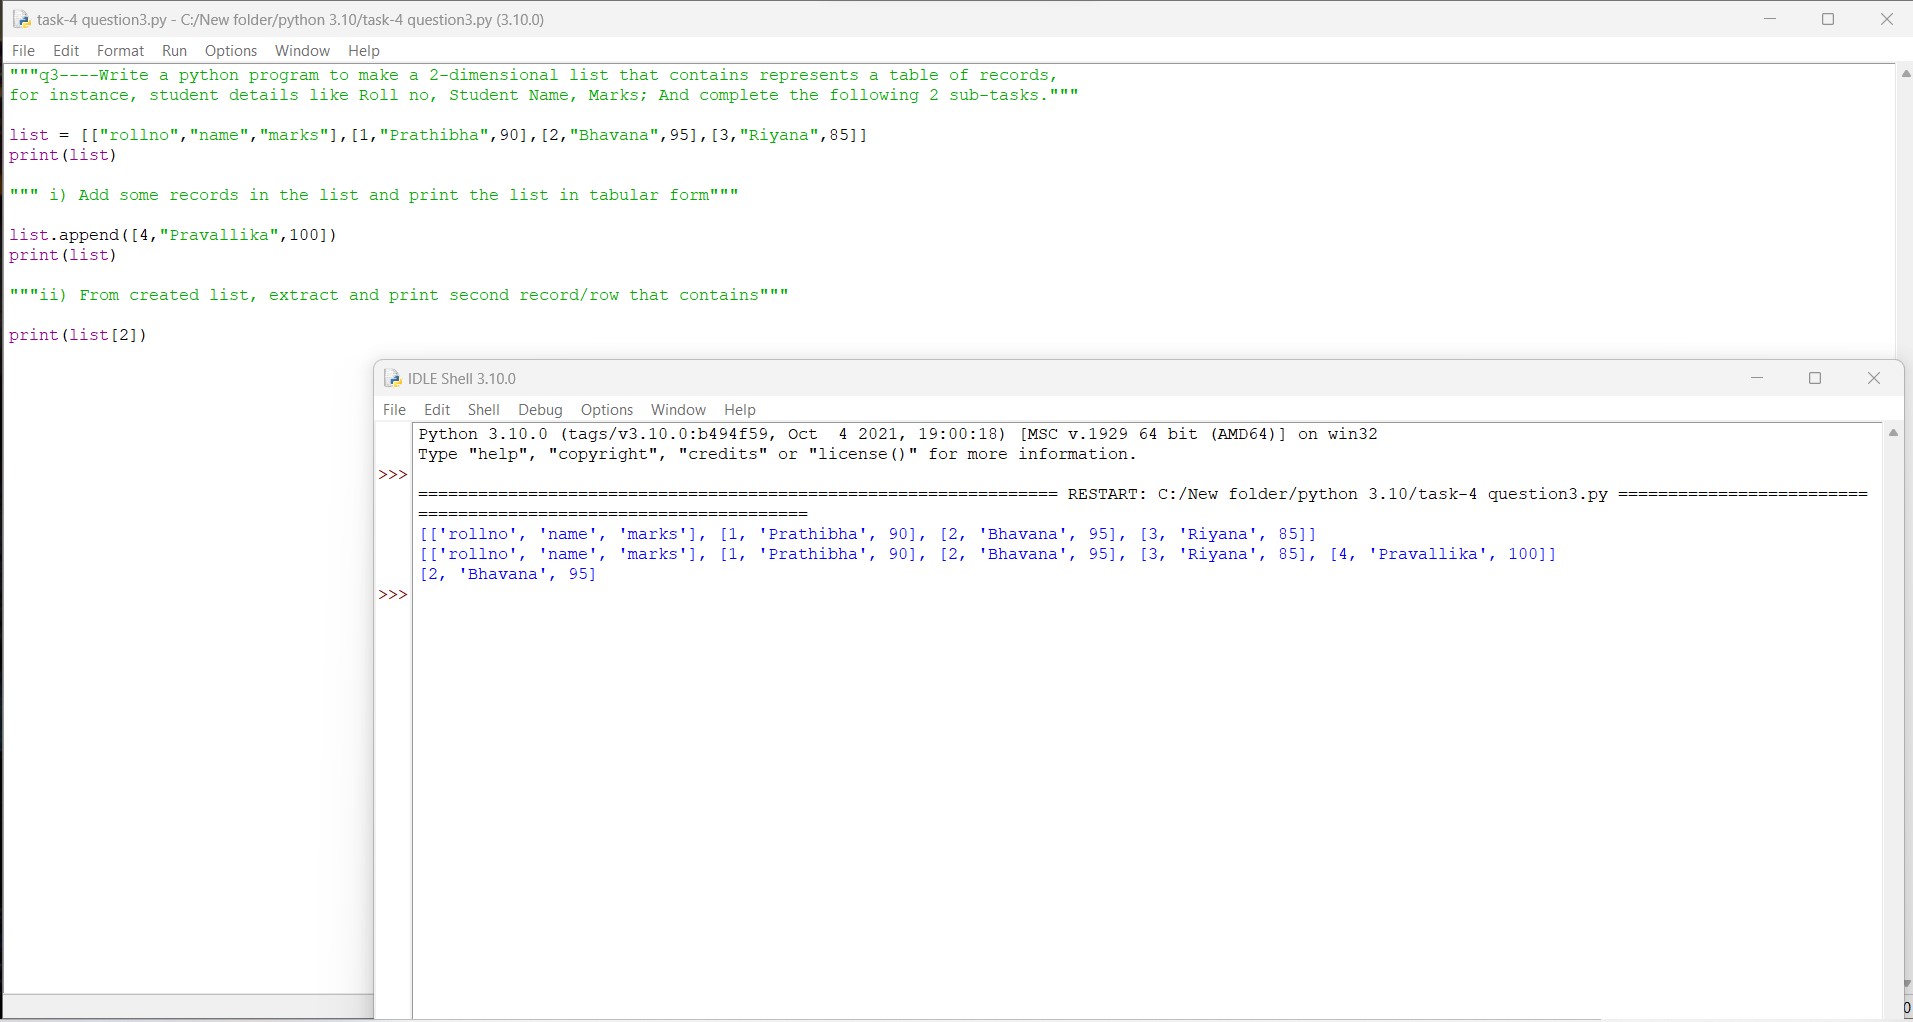 task-4 question3.py - C:/New folder/python 3.10/task-4 question3.py (3.10.0)
File Edit Format Run Options Window Help
"""q3----Write a python program to make a 2-dimensional list that contains represents a table of records,
for instance, student details like Roll no, Student Name, Marks; And complete the following 2 sub-tasks."""
list = [["rollno","name","marks"],[1,"Prathibha",90],[2,"Bhavana",95],[3,"Riyana",85]]
print(list)
""" i) Add some records in the list and print the list in tabular form"""
list.append([4,"Pravallika",100])
print(list)
"""ii) From created list, extract and print second record/row that contains"""
print(list[2])
IDLE Shell 3.10.0
File Edit Shell Debug Options Window Help
Python 3.10.0 (tags/v3.10.0:b494f59, Oct  4 2021, 19:00:18) [MSC v.1929 64 bit (AMD64)] on win32
Type "help", "copyright", "credits" or "license()" for more information.
>>>
================================================================ RESTART: C:/New folder/python 3.10/task-4 question3.py =========================
=======================================
[['rollno', 'name', 'marks'], [1, 'Prathibha', 90], [2, 'Bhavana', 95], [3, 'Riyana', 85]]
[['rollno', 'name', 'marks'], [1, 'Prathibha', 90], [2, 'Bhavana', 95], [3, 'Riyana', 85], [4, 'Pravallika', 100]]
[2, 'Bhavana', 95]
>>>
0